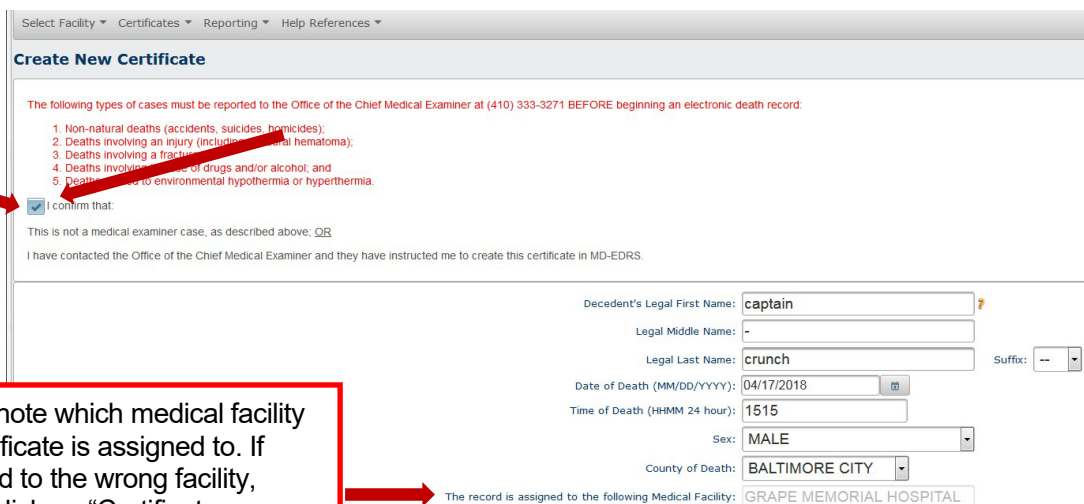 Select Facility Certificates Reporting Help References
Create New Certificate
The following types of cases must be reported to the Office of the Chief Medical Examiner at (410) 333-3271 BEFORE beginning an electronic death record:
1. Non-natural deaths (accidents, suicides, homicides);
2. Deaths involving an injury (including hematoma);
3. Deaths involving a fracture
4. Deaths involving of drugs and/or alcohol; and
5. Deaths to environmental hypothermia or hyperthermia.
I confirm that:
This is not a medical examiner case, as described above; OR
I have contacted the Office of the Chief Medical Examiner and they have instructed me to create this certificate in MD-EDRS.
Decedent's Legal First Name: captain ?
Legal Middle Name: -
Legal Last Name: crunch Suffix: --
Date of Death (MM/DD/YYYY): 04/17/2018
Time of Death (HHMM 24 hour): 1515
Sex: MALE
County of Death: BALTIMORE CITY
The record is assigned to the following Medical Facility: GRAPE MEMORIAL HOSPITAL
note which medical facility
ficate is assigned to. If
d to the wrong facility,